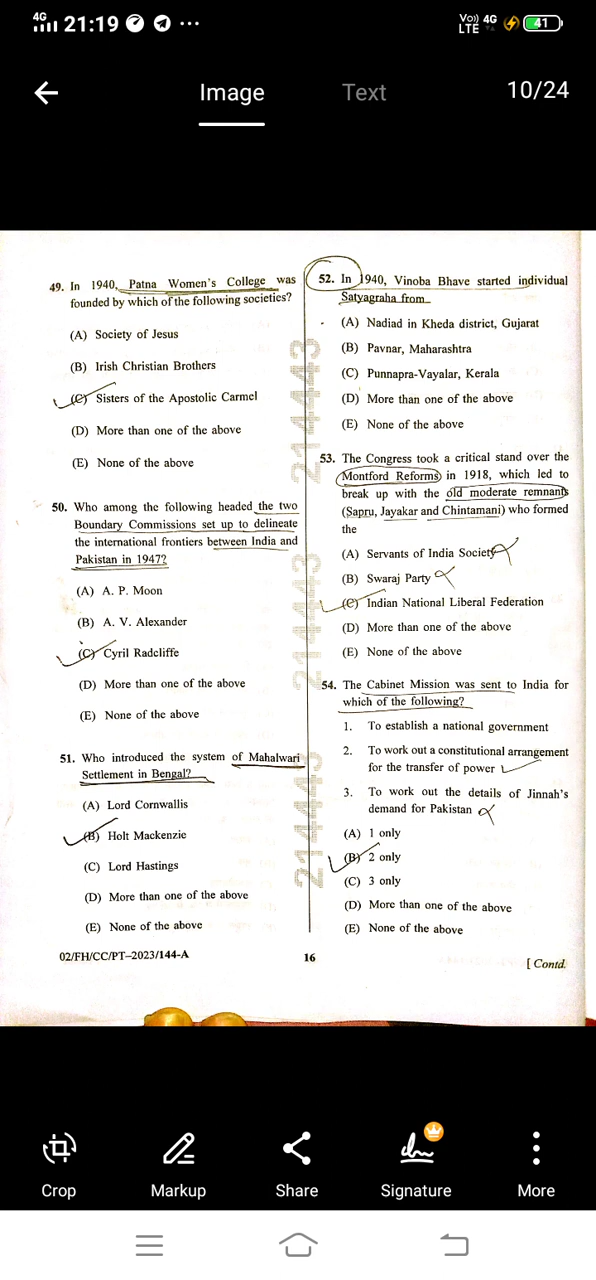 4G
21:19
Vo)) 4G
LTE
41
Image
Text
10/24
49. In 1940, Patna Women's College was
founded by which of the following societies?
(A) Society of Jesus
(B) Irish Christian Brothers
(C) Sisters of the Apostolic Carmel
(D) More than one of the above
(E) None of the above
50. Who among the following headed the two
Boundary Commissions set up to delineate
the international frontiers between India and
Pakistan in 1947?
(A) A. P. Moon
(B) A. V. Alexander
(C) Cyril Radcliffe
(D) More than one of the above
(E) None of the above
51. Who introduced the system of Mahalwari
Settlement in Bengal?
(A) Lord Cornwallis
(B) Holt Mackenzie
(C) Lord Hastings
(D) More than one of the above
(E) None of the above
214443
214443
214443
52. In 1940, Vinoba Bhave started individual
Satyagraha from
(A) Nadiad in Kheda district, Gujarat
(B) Pavnar, Maharashtra
(C) Punnapra-Vayalar, Kerala
(D) More than one of the above
(E) None of the above
53. The Congress took a critical stand over the
Montford Reforms in 1918, which led to
break up with the old moderate remnants
(Sapru, Jayakar and Chintamani) who formed
the
(A) Servants of India Society
(B) Swaraj Party
(C) Indian National Liberal Federation
(D) More than one of the above
(E) None of the above
54. The Cabinet Mission was sent to India for
which of the following?
1. To establish a national government
2. To work out a constitutional arrangement
for the transfer of power
3. To work out the details of Jinnah's
demand for Pakistan
(A) 1 only
(B) 2 only
(C) 3 only
(D) More than one of the above
(E) None of the above
02/FH/CC/PT–2023/144-A
16
[ Contd.
Crop
Markup
Share
Signature
More